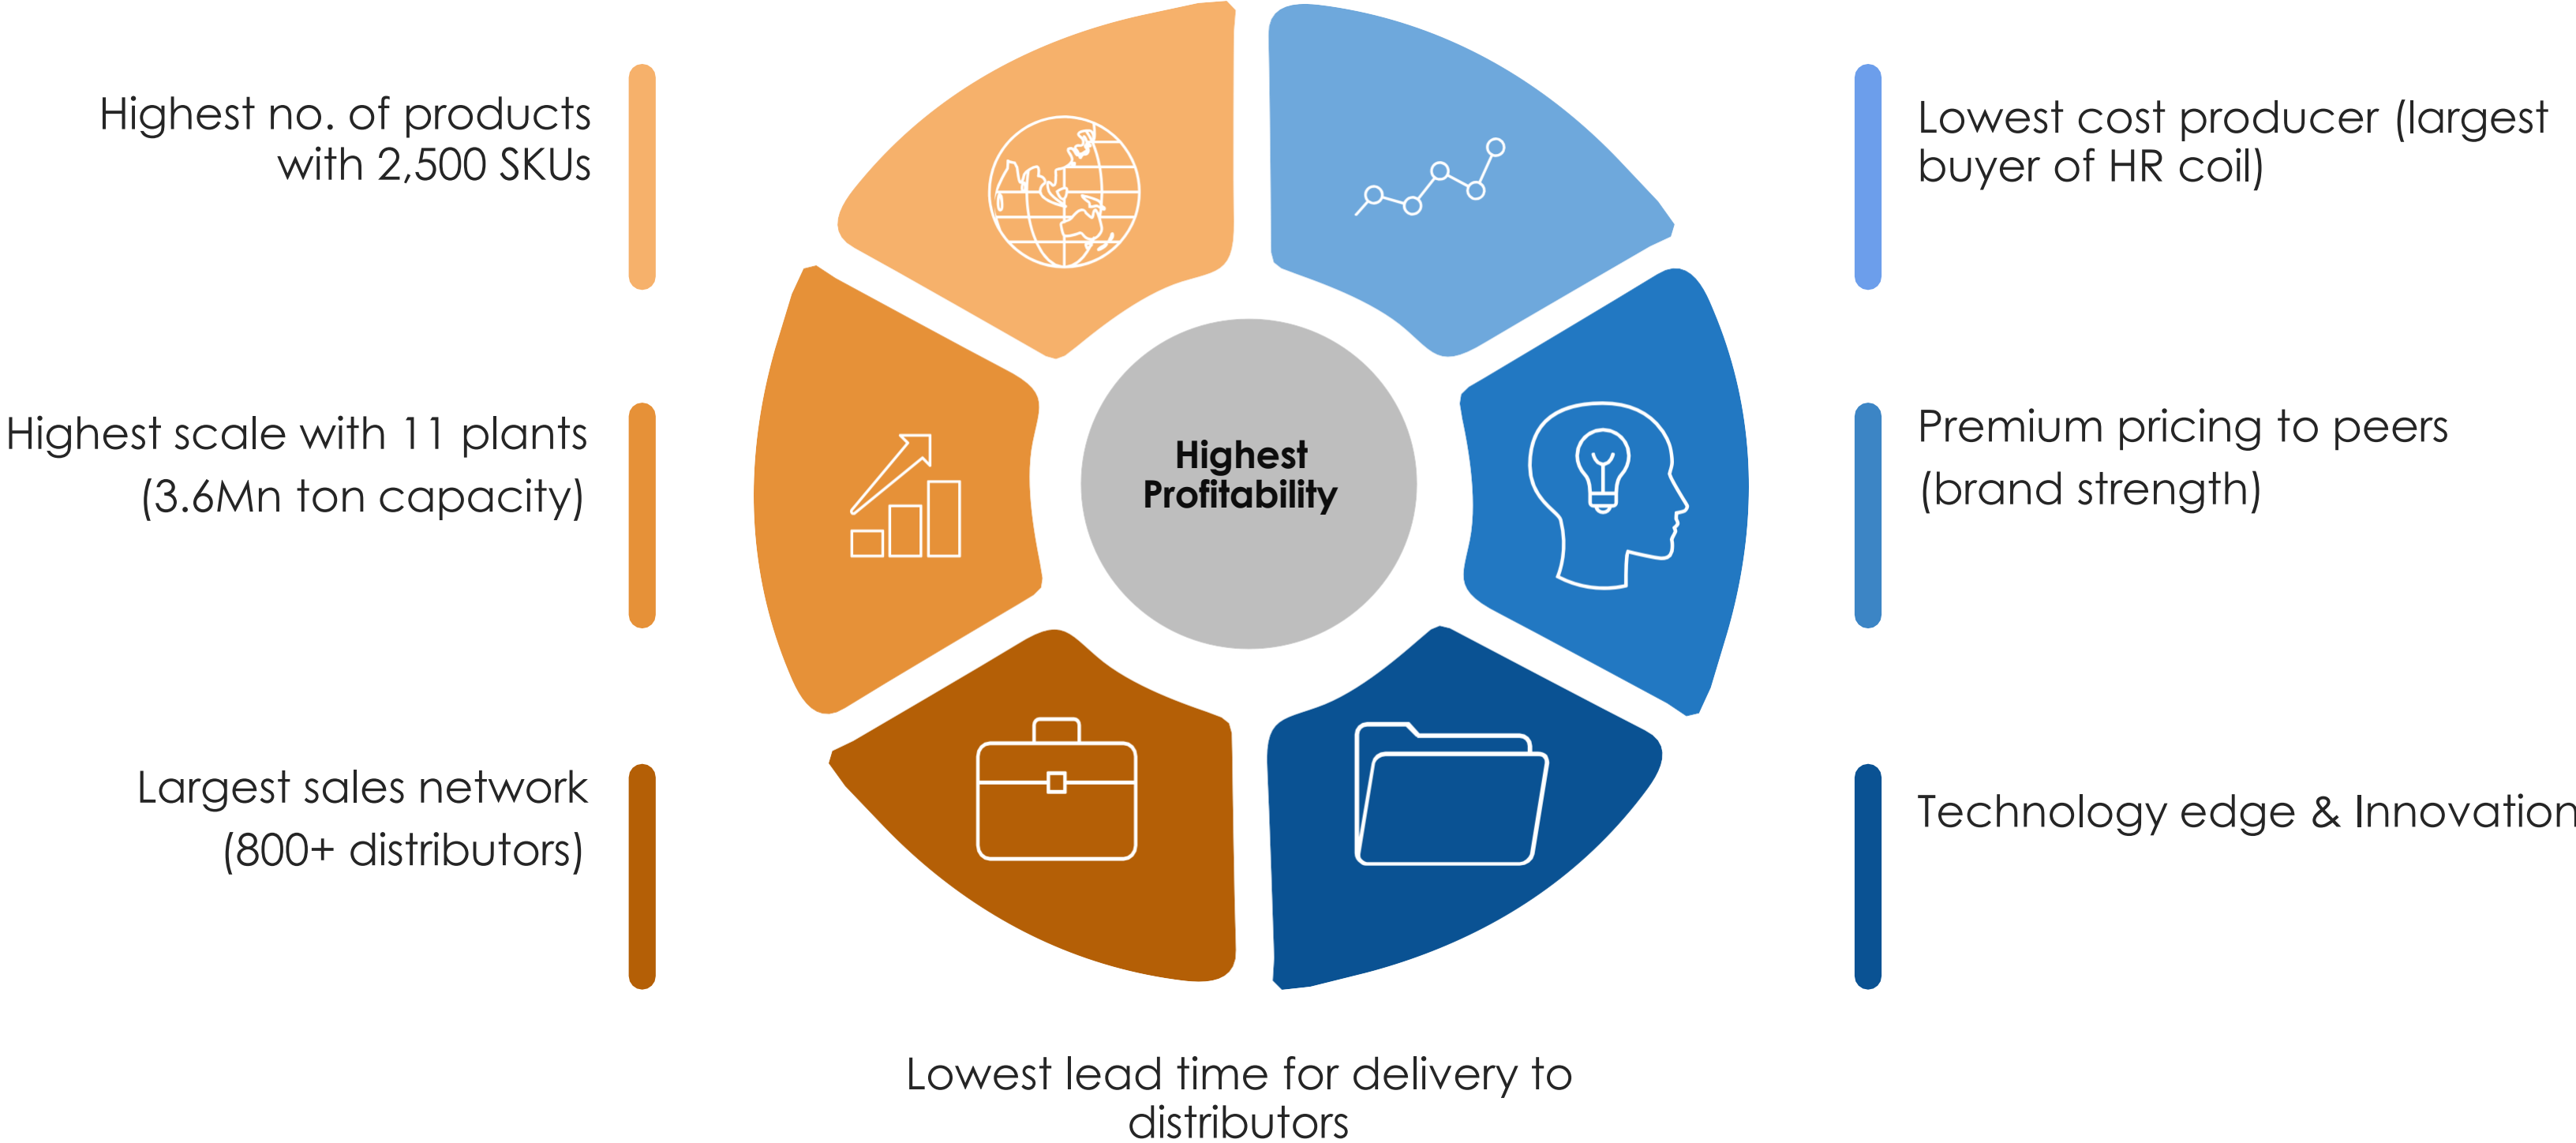 Highest no. of products
with 2,500 SKUs
Lowest cost producer (largest
buyer of HR coil)
Highest scale with 11 plants
(3.6Mn ton capacity)
Highest
Profitability
Premium pricing to peers
(brand strength)
Largest sales network
(800+ distributors)
Technology edge & Innovation
Lowest lead time for delivery to
distributors